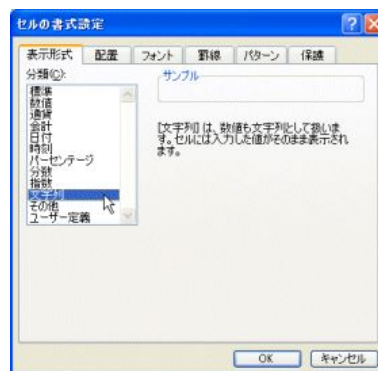 セルの書式設定
表示形式 配置 フォント 罫線 パターン 保護
分類(C):
標準
数値
通貨
会計
日付
時刻
パーセンテージ
分数
指数
文字列
その他
ユーザー定義
サンプル
[文字列] は、数値も文字列として扱いま
す。セルには入力した値がそのまま表示され
ます。
OK キャンセル